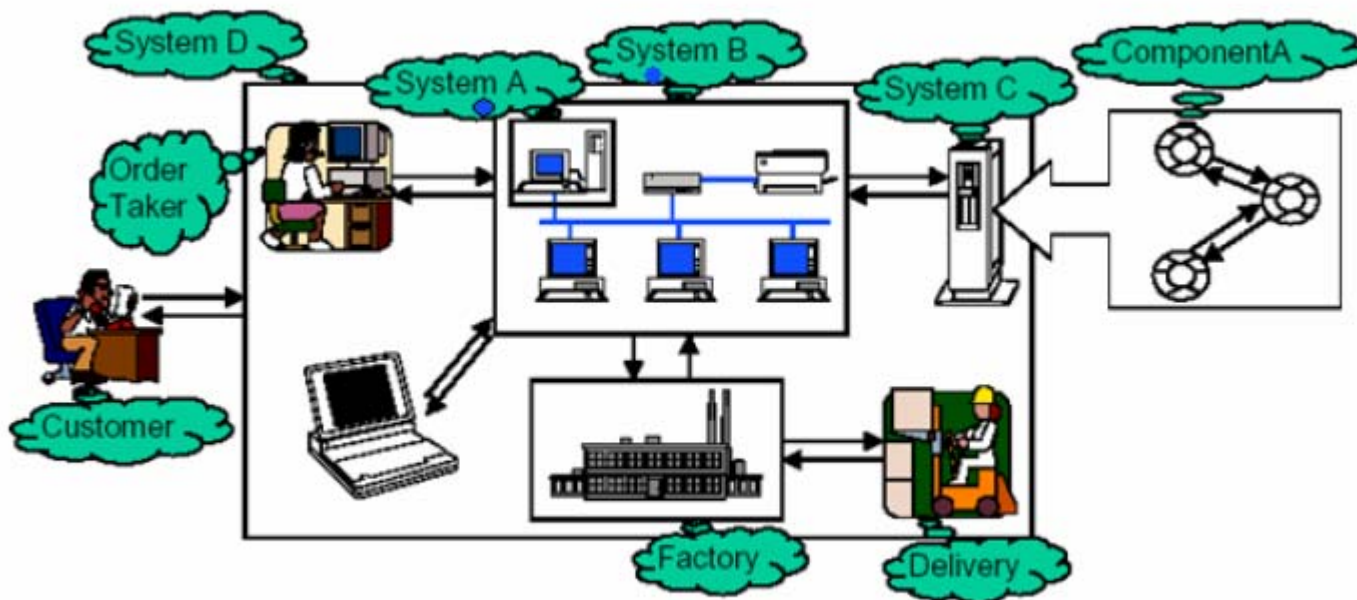 System D
System A
System B
System C
ComponentA
Order
Taker
Customer
Factory
Delivery